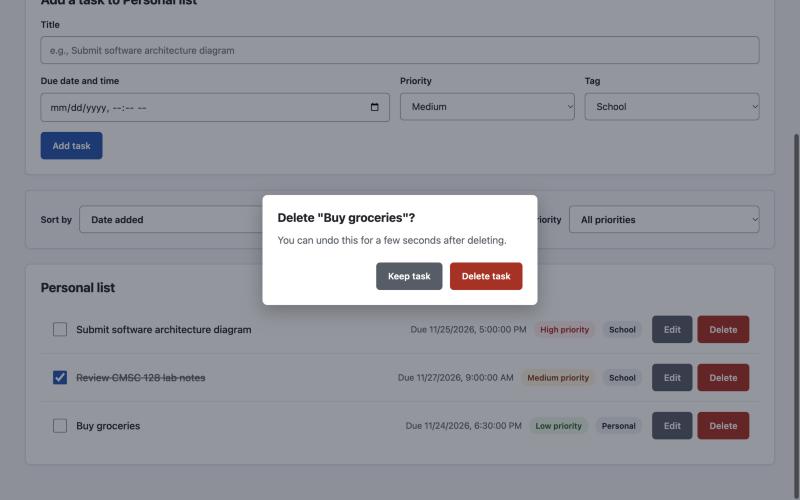 Add a task to Personal list
Title
e.g., Submit software architecture diagram
Due date and time
Priority
Tag
mm/dd/yyyy, --:-- --
Medium
School
Add task
Sort by
Date added
All priorities
Delete "Buy groceries"?
You can undo this for a few seconds after deleting.
Keep task
Delete task
Personal list
Submit software architecture diagram
Due 11/25/2026, 5:00:00 PM
High priority
School
Edit
Delete
Review CMSC 128 lab notes
Due 11/27/2026, 9:00:00 AM
Medium priority
School
Edit
Delete
Buy groceries
Due 11/24/2026, 6:30:00 PM
Low priority
Personal
Edit
Delete